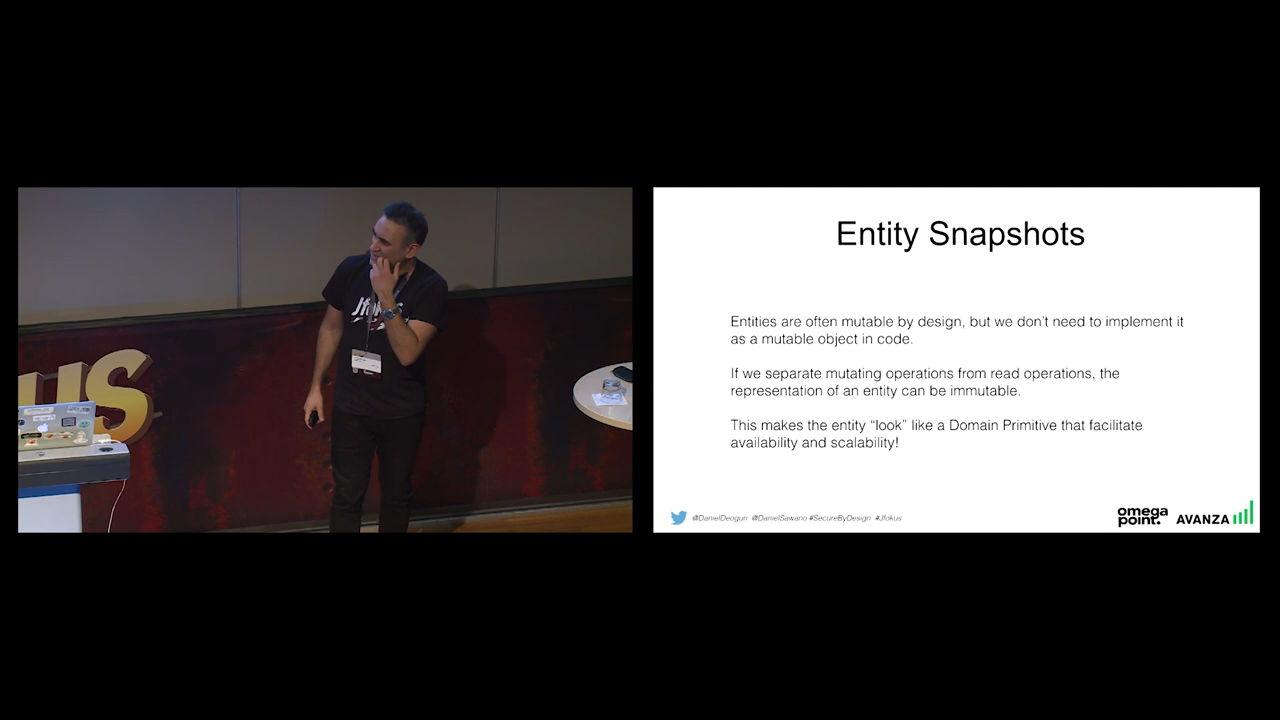 Entity Snapshots
Entities are often mutable by design, but we don't need to implement it
as a mutable object in code.
If we separate mutating operations from read operations, the
representation of an entity can be immutable.
This makes the entity “look” like a Domain Primitive that facilitate
availability and scalability!
@DanielDeogun @DanielSawano #SecureByDesign #Jfokus
omega
point.
AVANZA